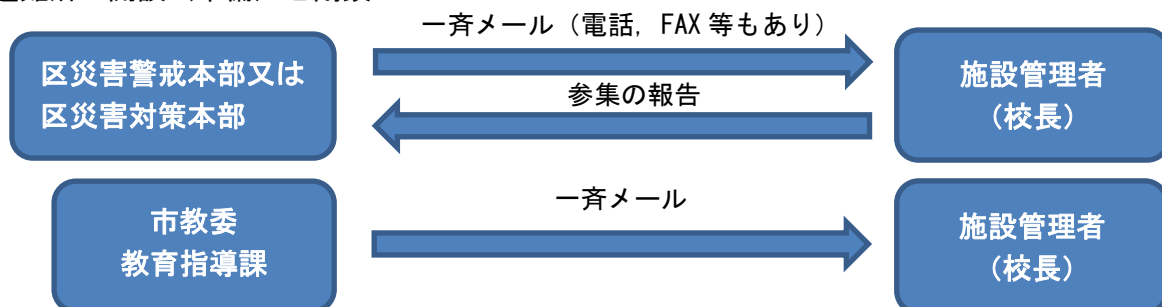 一斉メール（電話，FAX 等もあり）
区災害警戒本部又は
区災害対策本部
施設管理者
（校長）
参集の報告
一斉メール
市教委
教育指導課
施設管理者
（校長）